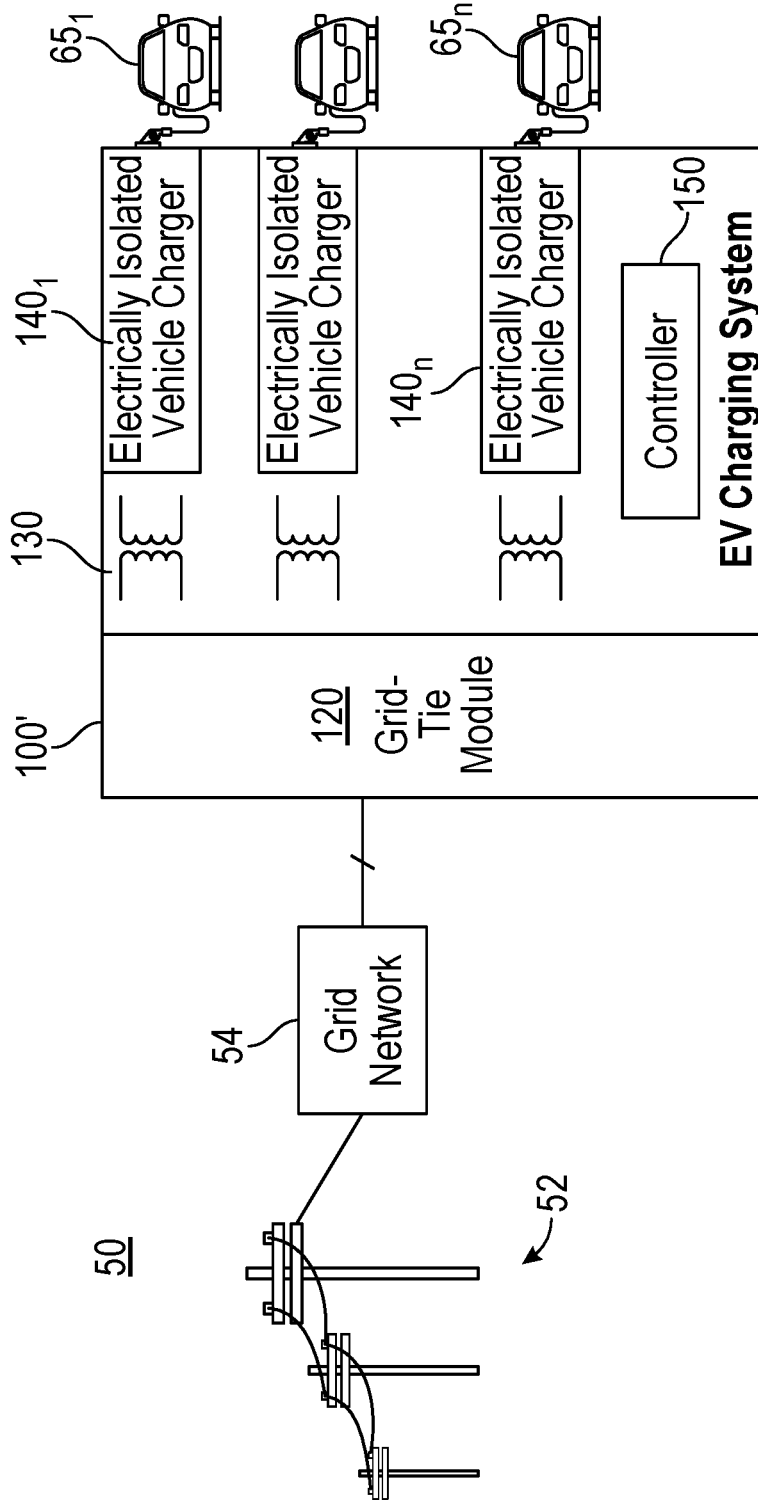 50
52
54
Grid
Network
100'
120
Grid-
Tie
Module
130
140₁
Electrically Isolated
Vehicle Charger
65₁
Electrically Isolated
Vehicle Charger
140ₙ
Electrically Isolated
Vehicle Charger
65ₙ
Controller
150
EV Charging System